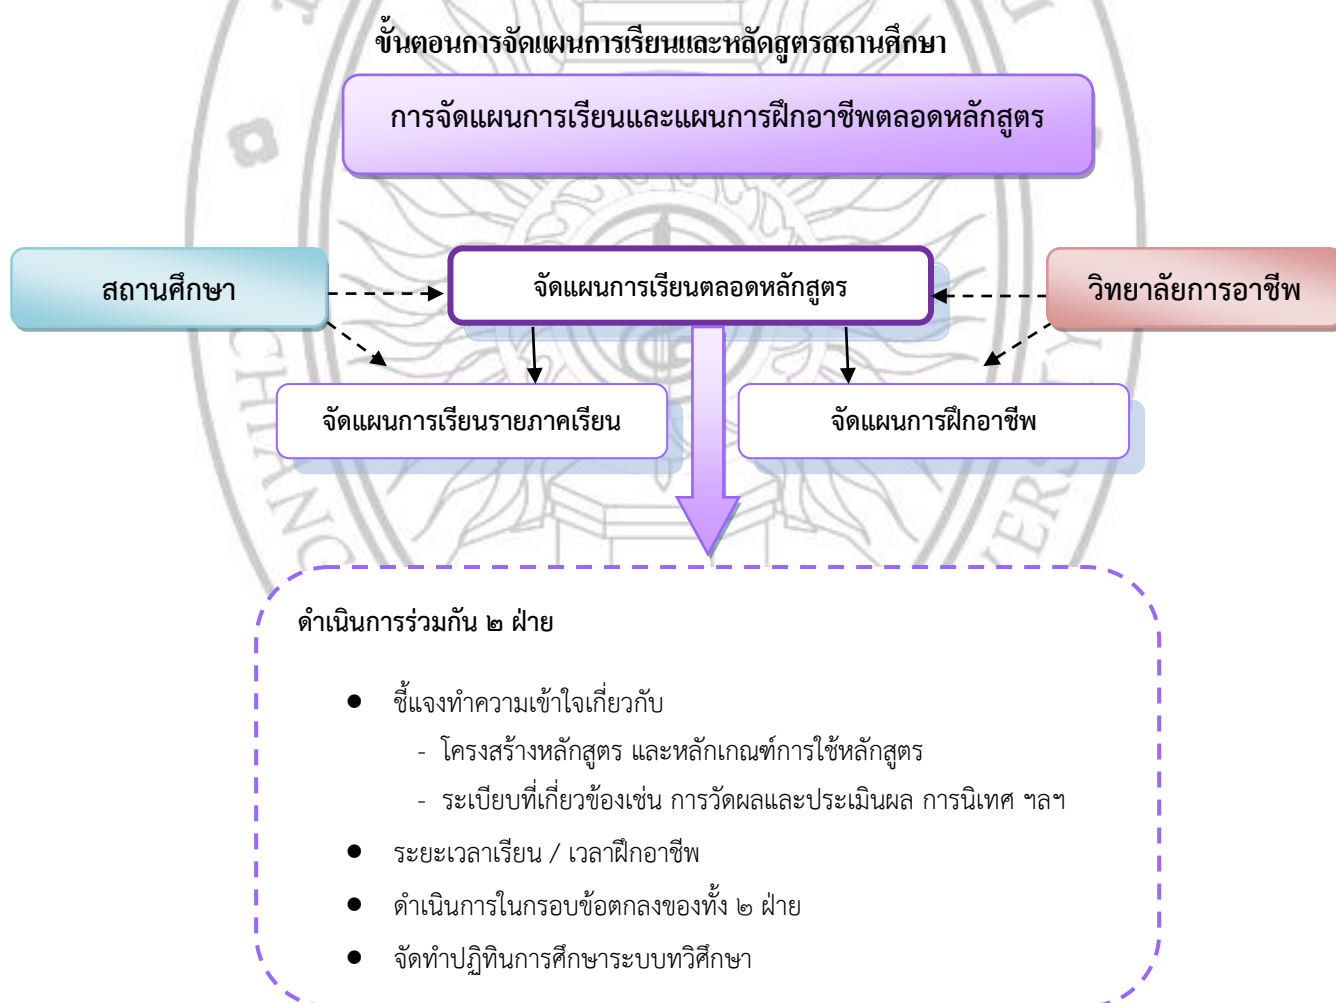 ขั้นตอนการจัดแผนการเรียนและหลัดสูตรสถานศึกษา
การจัดแผนการเรียนและแผนการฝึกอาชีพตลอดหลักสูตร
สถานศึกษา
จัดแผนการเรียนตลอดหลักสูตร
วิทยาลัยการอาชีพ
จัดแผนการเรียนรายภาคเรียน
จัดแผนการฝึกอาชีพ
ดำเนินการร่วมกัน ๒ ฝ่าย
● ชี้แจงทำความเข้าใจเกี่ยวกับ
- โครงสร้างหลักสูตร และหลักเกณฑ์การใช้หลักสูตร
- ระเบียบที่เกี่ยวข้องเช่น การวัดผลและประเมินผล การนิเทศ ฯลฯ
● ระยะเวลาเรียน / เวลาฝึกอาชีพ
● ดำเนินการในกรอบข้อตกลงของทั้ง ๒ ฝ่าย
● จัดทำปฏิทินการศึกษาระบบทวิศึกษา